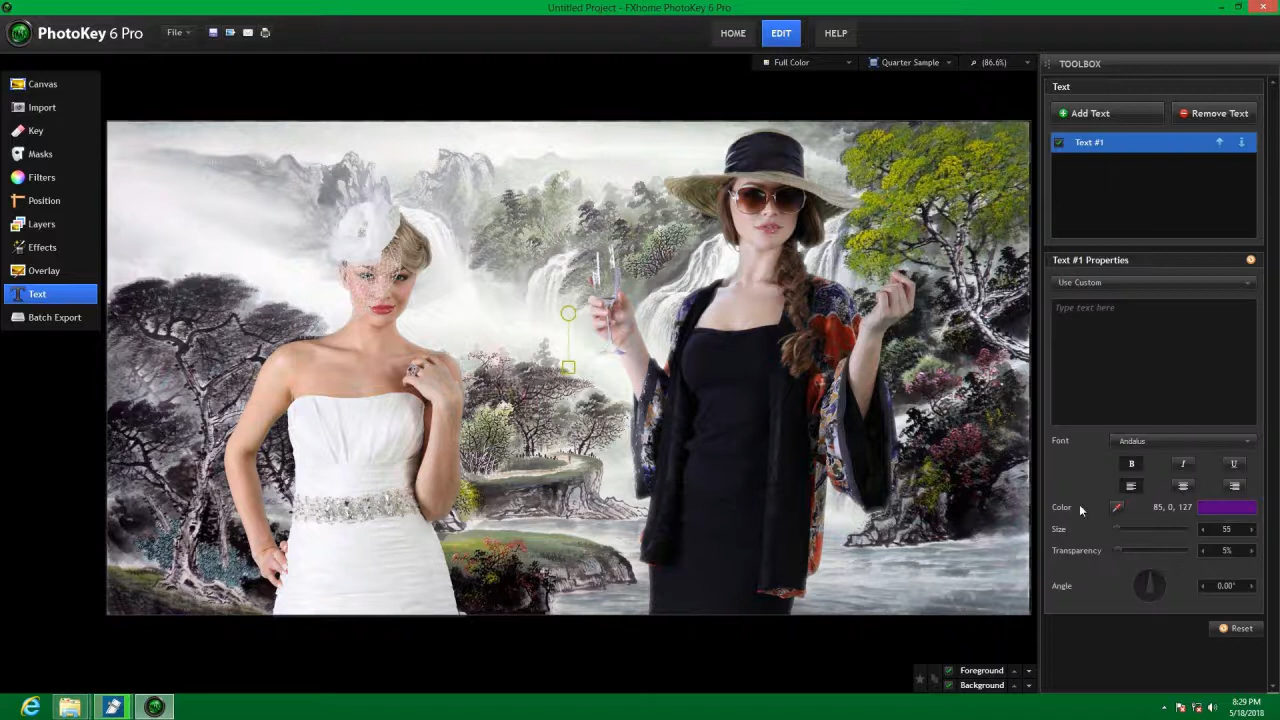 Untitled Project - FXhome PhotoKey 6 Pro
PhotoKey 6 Pro
File
HOME
EDIT
HELP
Full Color
Quarter Sample
(86.6%)
TOOLBOX
Canvas
Import
Key
Masks
Filters
Position
Layers
Effects
Overlay
Text
Batch Export
Text
Add Text
Remove Text
Text #1
Text #1 Properties
Use Custom
Type text here
Font
Andalus
B
I
U
Color
85, 0, 127
Size
55
Transparency
5%
Angle
0.00°
Reset
Foreground
Background
8:29 PM
5/18/2018